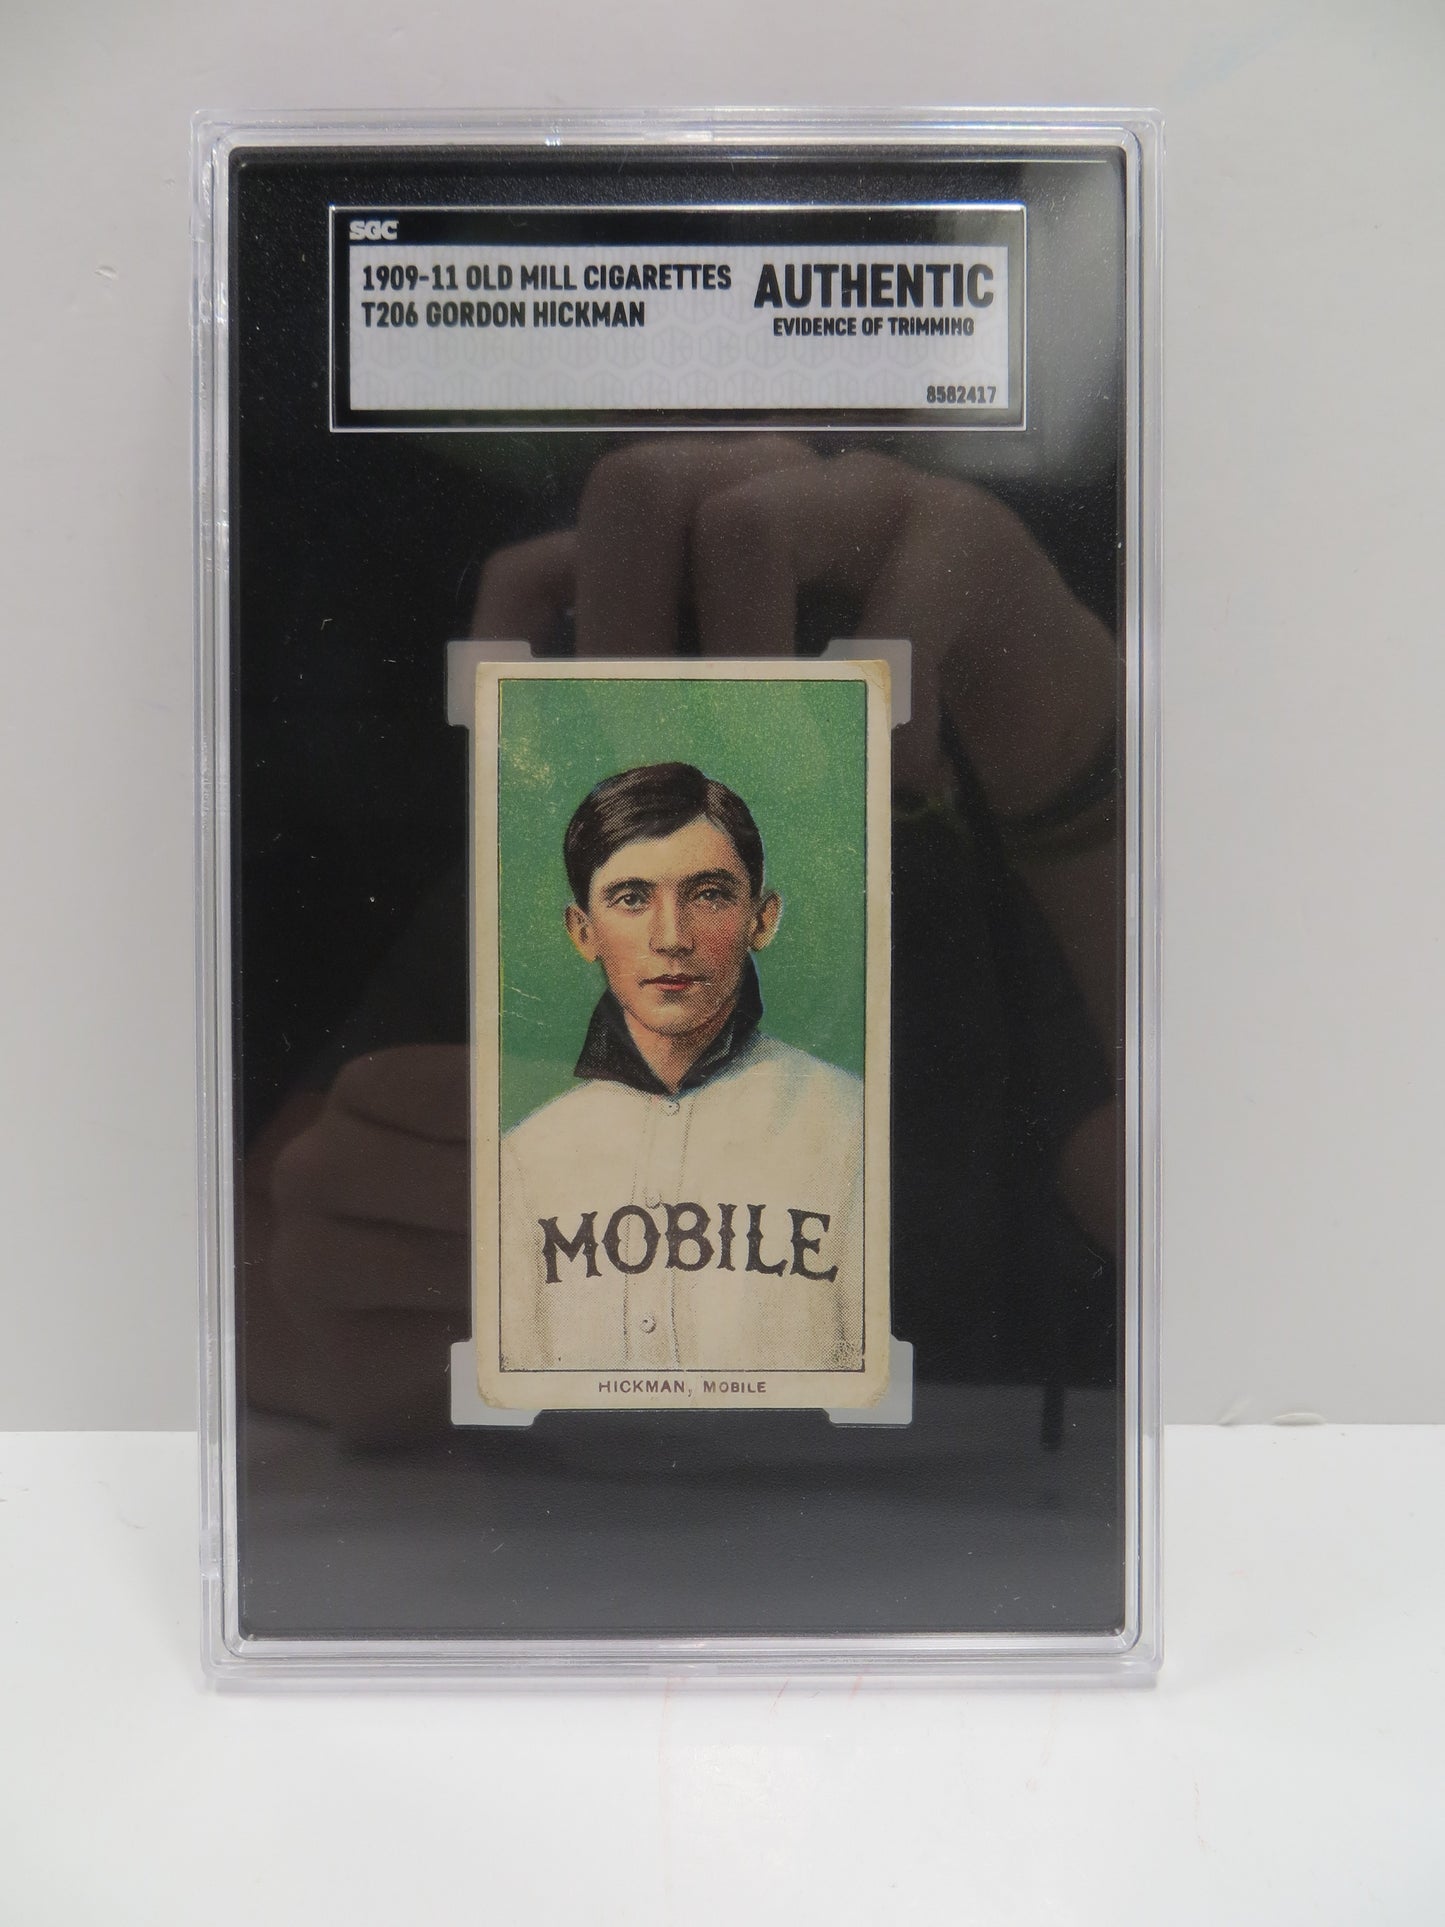 SGC
1909-11 OLD MILL CIGARETTES
T206 GORDON HICKMAN
AUTHENTIC
EVIDENCE OF TRIMMING
8582417
MOBILE
HICKMAN, MOBILE